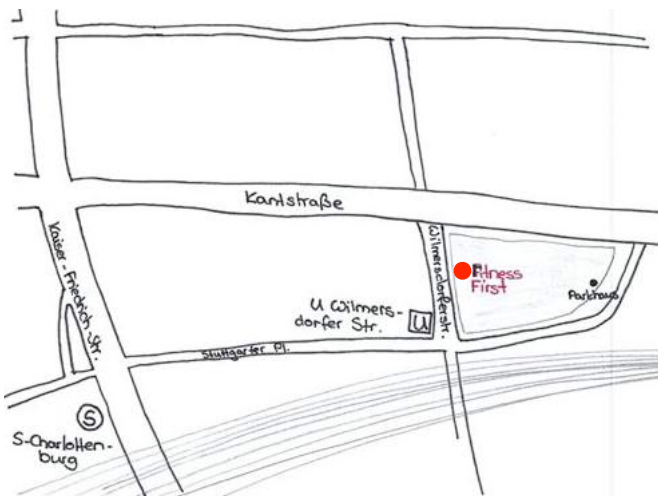 Kantstraße
Kaiser-Friedrich-Str.
Wilmersdorferstr.
Fitness
First
Parkhaus
U Wilmers-
dorfer Str.
U
Stuttgarter Pl.
S
S-Charlotten-
burg